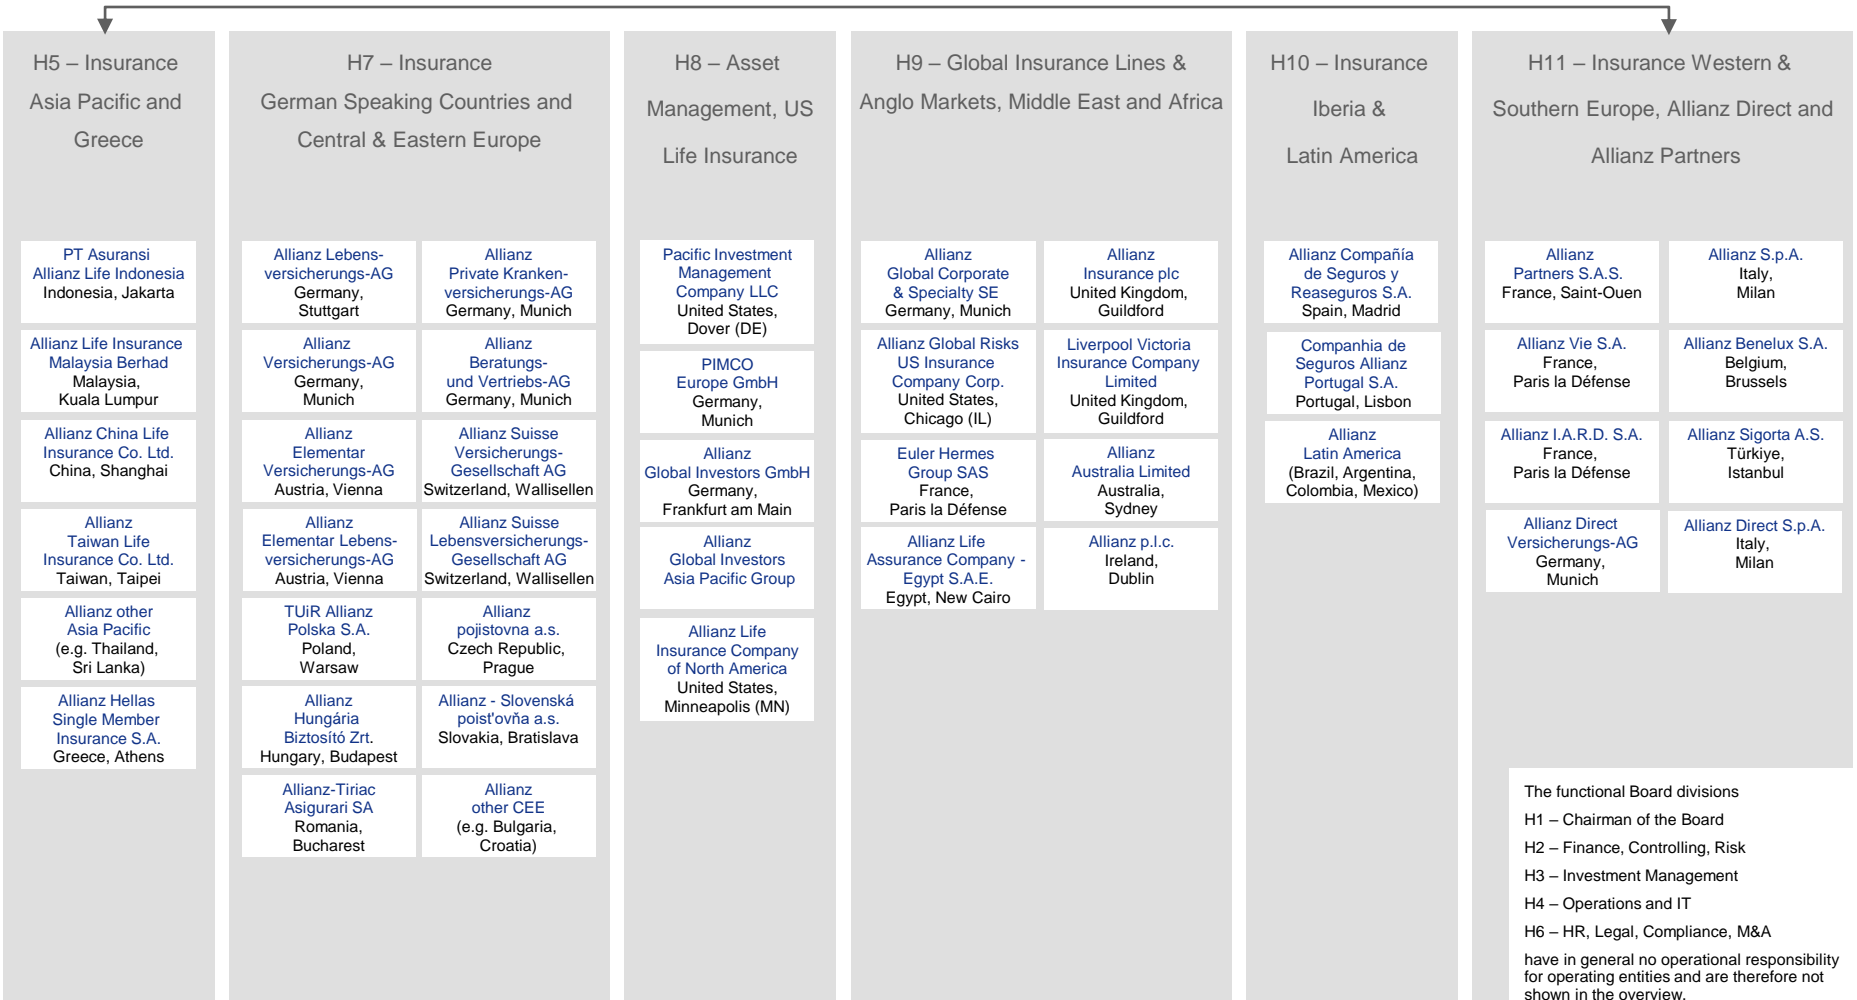 H5 – Insurance
Asia Pacific and
Greece
PT Asuransi
Allianz Life Indonesia
Indonesia, Jakarta
Allianz Life Insurance
Malaysia Berhad
Malaysia,
Kuala Lumpur
Allianz China Life
Insurance Co. Ltd.
China, Shanghai
Allianz
Taiwan Life
Insurance Co. Ltd.
Taiwan, Taipei
Allianz other
Asia Pacific
(e.g. Thailand,
Sri Lanka)
Allianz Hellas
Single Member
Insurance S.A.
Greece, Athens
H7 – Insurance
German Speaking Countries and
Central & Eastern Europe
Allianz Lebens-
versicherungs-AG
Germany,
Stuttgart
Allianz
Private Kranken-
versicherungs-AG
Germany, Munich
Allianz
Versicherungs-AG
Germany,
Munich
Allianz
Beratungs-
und Vertriebs-AG
Germany, Munich
Allianz
Elementar
Versicherungs-AG
Austria, Vienna
Allianz Suisse
Versicherungs-
Gesellschaft AG
Switzerland, Wallisellen
Allianz
Elementar Lebens-
versicherungs-AG
Austria, Vienna
Allianz Suisse
Lebensversicherungs-
Gesellschaft AG
Switzerland, Wallisellen
TUiR Allianz
Polska S.A.
Poland,
Warsaw
Allianz
pojistovna a.s.
Czech Republic,
Prague
Allianz
Hungária
Biztosító Zrt.
Hungary, Budapest
Allianz - Slovenská
poist'ovňa a.s.
Slovakia, Bratislava
Allianz-Tiriac
Asigurari SA
Romania,
Bucharest
Allianz
other CEE
(e.g. Bulgaria,
Croatia)
H8 – Asset
Management, US
Life Insurance
Pacific Investment
Management
Company LLC
United States,
Dover (DE)
PIMCO
Europe GmbH
Germany,
Munich
Allianz
Global Investors GmbH
Germany,
Frankfurt am Main
Allianz
Global Investors
Asia Pacific Group
Allianz Life
Insurance Company
of North America
United States,
Minneapolis (MN)
H9 – Global Insurance Lines &
Anglo Markets, Middle East and Africa
Allianz
Global Corporate
& Specialty SE
Germany, Munich
Allianz
Insurance plc
United Kingdom,
Guildford
Allianz Global Risks
US Insurance
Company Corp.
United States,
Chicago (IL)
Liverpool Victoria
Insurance Company
Limited
United Kingdom,
Guildford
Euler Hermes
Group SAS
France,
Paris la Défense
Allianz
Australia Limited
Australia,
Sydney
Allianz Life
Assurance Company -
Egypt S.A.E.
Egypt, New Cairo
Allianz p.l.c.
Ireland,
Dublin
H10 – Insurance
Iberia &
Latin America
Allianz Compañía
de Seguros y
Reaseguros S.A.
Spain, Madrid
Companhia de
Seguros Allianz
Portugal S.A.
Portugal, Lisbon
Allianz
Latin America
(Brazil, Argentina,
Colombia, Mexico)
H11 – Insurance Western &
Southern Europe, Allianz Direct and
Allianz Partners
Allianz
Partners S.A.S.
France, Saint-Ouen
Allianz S.p.A.
Italy,
Milan
Allianz Vie S.A.
France,
Paris la Défense
Allianz Benelux S.A.
Belgium,
Brussels
Allianz I.A.R.D. S.A.
France,
Paris la Défense
Allianz Sigorta A.S.
Türkiye,
Istanbul
Allianz Direct
Versicherungs-AG
Germany,
Munich
Allianz Direct S.p.A.
Italy,
Milan
The functional Board divisions
H1 – Chairman of the Board
H2 – Finance, Controlling, Risk
H3 – Investment Management
H4 – Operations and IT
H6 – HR, Legal, Compliance, M&A
have in general no operational responsibility
for operating entities and are therefore not
shown in the overview.